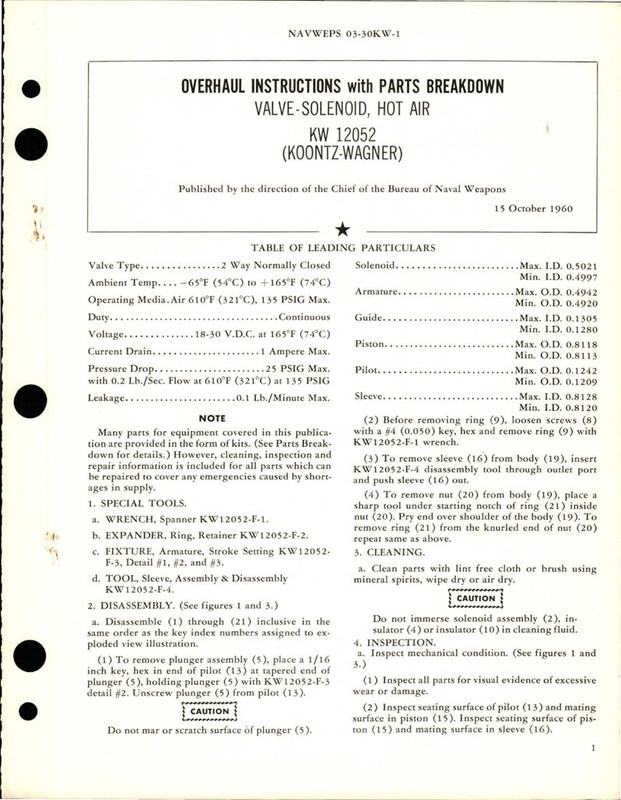 NAVWEPS 03-30KW-1
OVERHAUL INSTRUCTIONS with PARTS BREAKDOWN
VALVE-SOLENOID, HOT AIR
KW 12052
(KOONTZ-WAGNER)
Published by the direction of the Chief of the Bureau of Naval Weapons
15 October 1960
TABLE OF LEADING PARTICULARS
Valve Type................2 Way Normally Closed
Ambient Temp.... —65°F (54°C) to +165°F (74°C)
Operating Media.Air 610°F (321°C), 135 PSIG Max.
Duty..................................Continuous
Voltage..............18-30 V.D.C. at 165°F (74°C)
Current Drain......................1 Ampere Max.
Pressure Drop......................25 PSIG Max.
with 0.2 Lb./Sec. Flow at 610°F (321°C) at 135 PSIG
Leakage......................0.1 Lb./Minute Max.
NOTE
Many parts for equipment covered in this publica-
tion are provided in the form of kits. (See Parts Break-
down for details.) However, cleaning, inspection and
repair information is included for all parts which can
be repaired to cover any emergencies caused by short-
ages in supply.
1. SPECIAL TOOLS.
a. WRENCH, Spanner KW12052-F-1.
b. EXPANDER, Ring, Retainer KW12052-F-2.
c. FIXTURE, Armature, Stroke Setting KW12052-
F-3, Detail #1, #2, and #3.
d. TOOL, Sleeve, Assembly & Disassembly
KW12052-F-4.
2. DISASSEMBLY. (See figures 1 and 3.)
a. Disassemble (1) through (21) inclusive in the
same order as the key index numbers assigned to ex-
ploded view illustration.
(1) To remove plunger assembly (5), place a 1/16
inch key, hex in end of pilot (13) at tapered end of
plunger (5), holding plunger (5) with KW12052-F-3
detail #2. Unscrew plunger (5) from pilot (13).
CAUTION
Do not mar or scratch surface of plunger (5).
Solenoid.........................Max. I.D. 0.5021
Min. I.D. 0.4997
Armature.......................Max. O.D. 0.4942
Min. O.D. 0.4920
Guide...........................Max. I.D. 0.1305
Min. I.D. 0.1280
Piston..........................Max. O.D. 0.8118
Min. O.D. 0.8113
Pilot............................Max. O.D. 0.1242
Min. O.D. 0.1209
Sleeve..........................Max. I.D. 0.8128
Min. I.D. 0.8120
(2) Before removing ring (9), loosen screws (8)
with a #4 (0.050) key, hex and remove ring (9) with
KW12052-F-1 wrench.
(3) To remove sleeve (16) from body (19), insert
KW12052-F-4 disassembly tool through outlet port
and push sleeve (16) out.
(4) To remove nut (20) from body (19), place a
sharp tool under starting notch of ring (21) inside
nut (20). Pry end over shoulder of the body (19). To
remove ring (21) from the knurled end of nut (20)
repeat same as above.
3. CLEANING.
a. Clean parts with lint free cloth or brush using
mineral spirits, wipe dry or air dry.
CAUTION
Do not immerse solenoid assembly (2), in-
sulator (4) or insulator (10) in cleaning fluid.
4. INSPECTION.
a. Inspect mechanical condition. (See figures 1 and
3.)
(1) Inspect all parts for visual evidence of excessive
wear or damage.
(2) Inspect seating surface of pilot (13) and mating
surface in piston (15). Inspect seating surface of pis-
ton (15) and mating surface in sleeve (16).
1